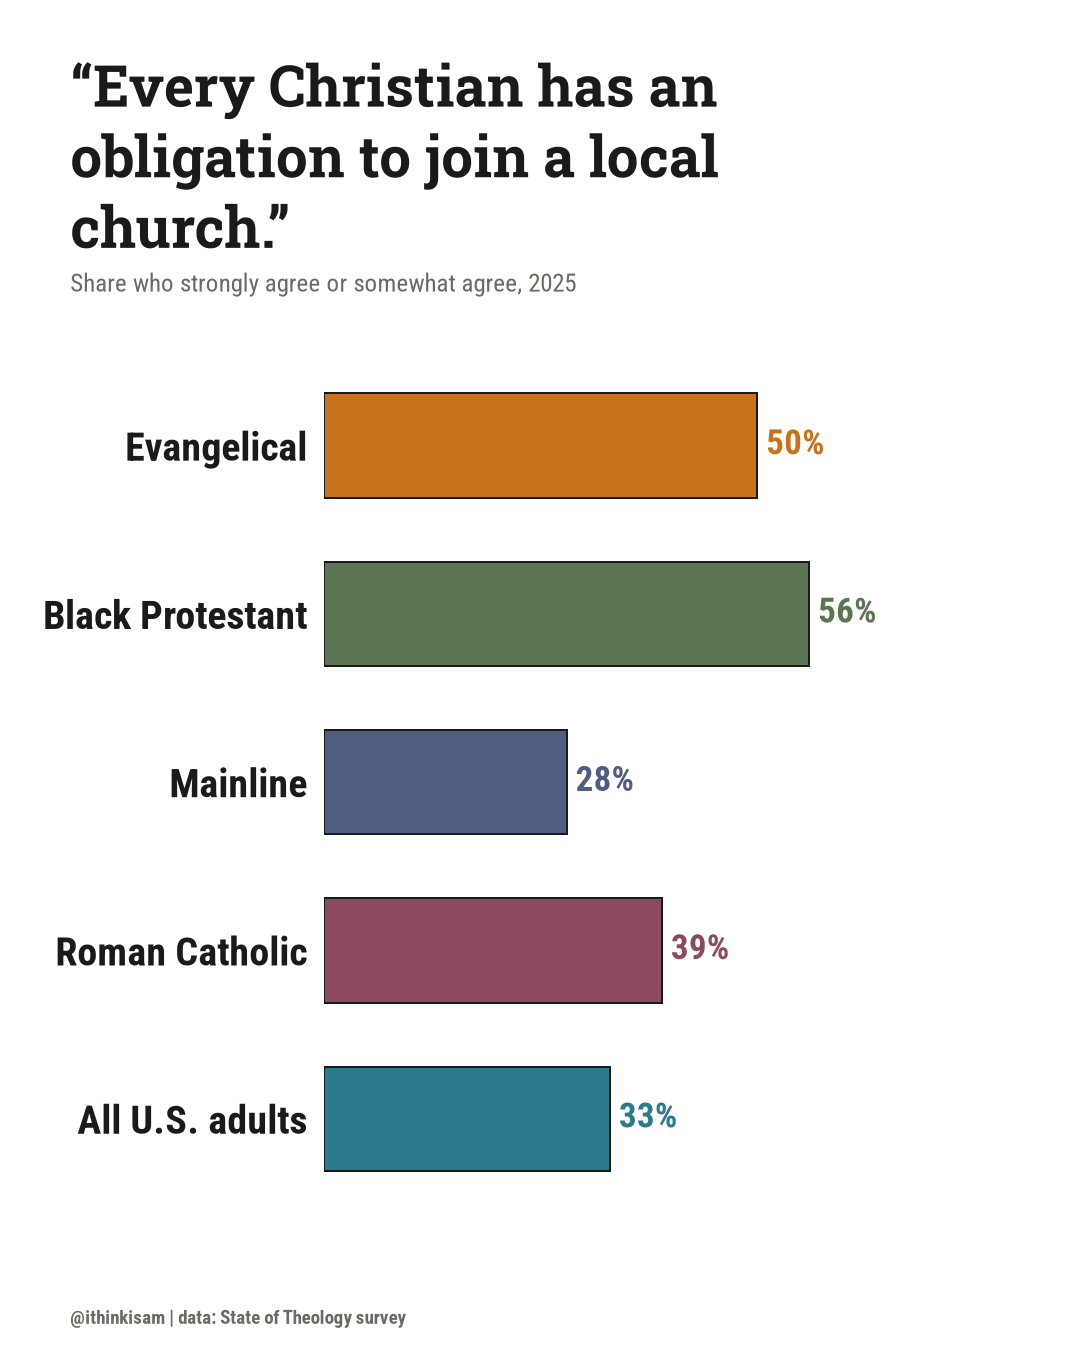 “Every Christian has an
obligation to join a local
church.”
Share who strongly agree or somewhat agree, 2025
Evangelical
50%
Black Protestant
56%
Mainline
28%
Roman Catholic
39%
All U.S. adults
33%
@ithinkisam | data: State of Theology survey